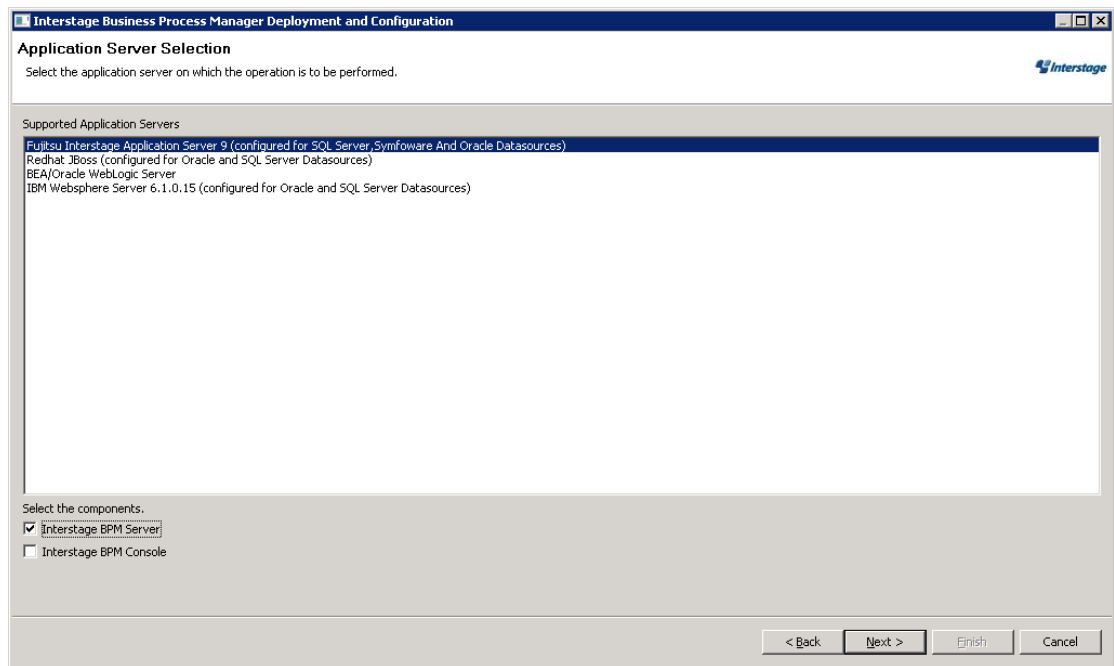 Interstage Business Process Manager Deployment and Configuration
Application Server Selection
Select the application server on which the operation is to be performed.
Interstage
Supported Application Servers
Fujitsu Interstage Application Server 9 (configured for SQL Server,Symfoware And Oracle Datasources)
Redhat JBoss (configured for Oracle and SQL Server Datasources)
BEA/Oracle WebLogic Server
IBM Websphere Server 6.1.0.15 (configured for Oracle and SQL Server Datasources)
Select the components.
Interstage BPM Server
Interstage BPM Console
< Back Next > Finish Cancel